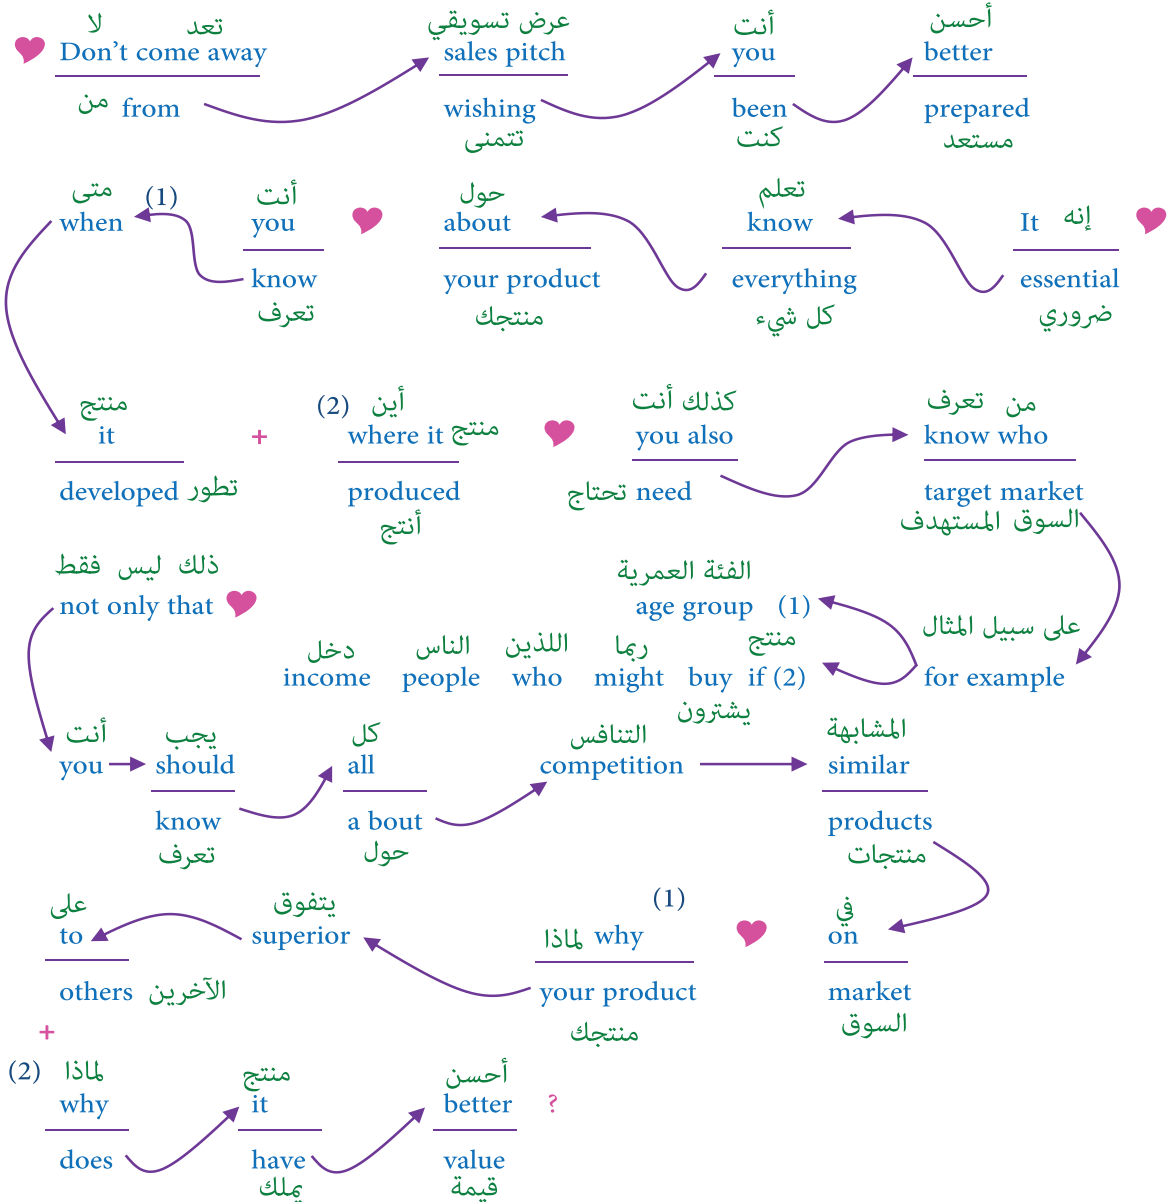 لا تعد عرض تسويقي أنت أحسن
Don't come away sales pitch you better
من from wishing been prepared
تتمنى كنت مستعد
متى (1) أنت حول تعلم إنه
when you about know It
know your product everything essential
تعرف منتجك كل شيء ضروري
منتج (2) أين كذلك أنت تعرف من
it + where it منتج you also know who
developed تطور produced تحتاج need target market
أنتج السوق المستهدف
ذلك ليس فقط الفئة العمرية
not only that age group (1)
على سبيل المثال
دخل الناس اللذين ربما منتج
income people who might buy if (2) for example
يشترون
أنت يجب كل التنافس المشابهة
you should all competition similar
know a bout products
تعرف حول منتجات
على يتفوق (1) في
to superior لماذا why on
others الآخرين your product market
+ منتجك السوق
(2) لماذا منتج أحسن
why it better ?
does have value
يملك قيمة